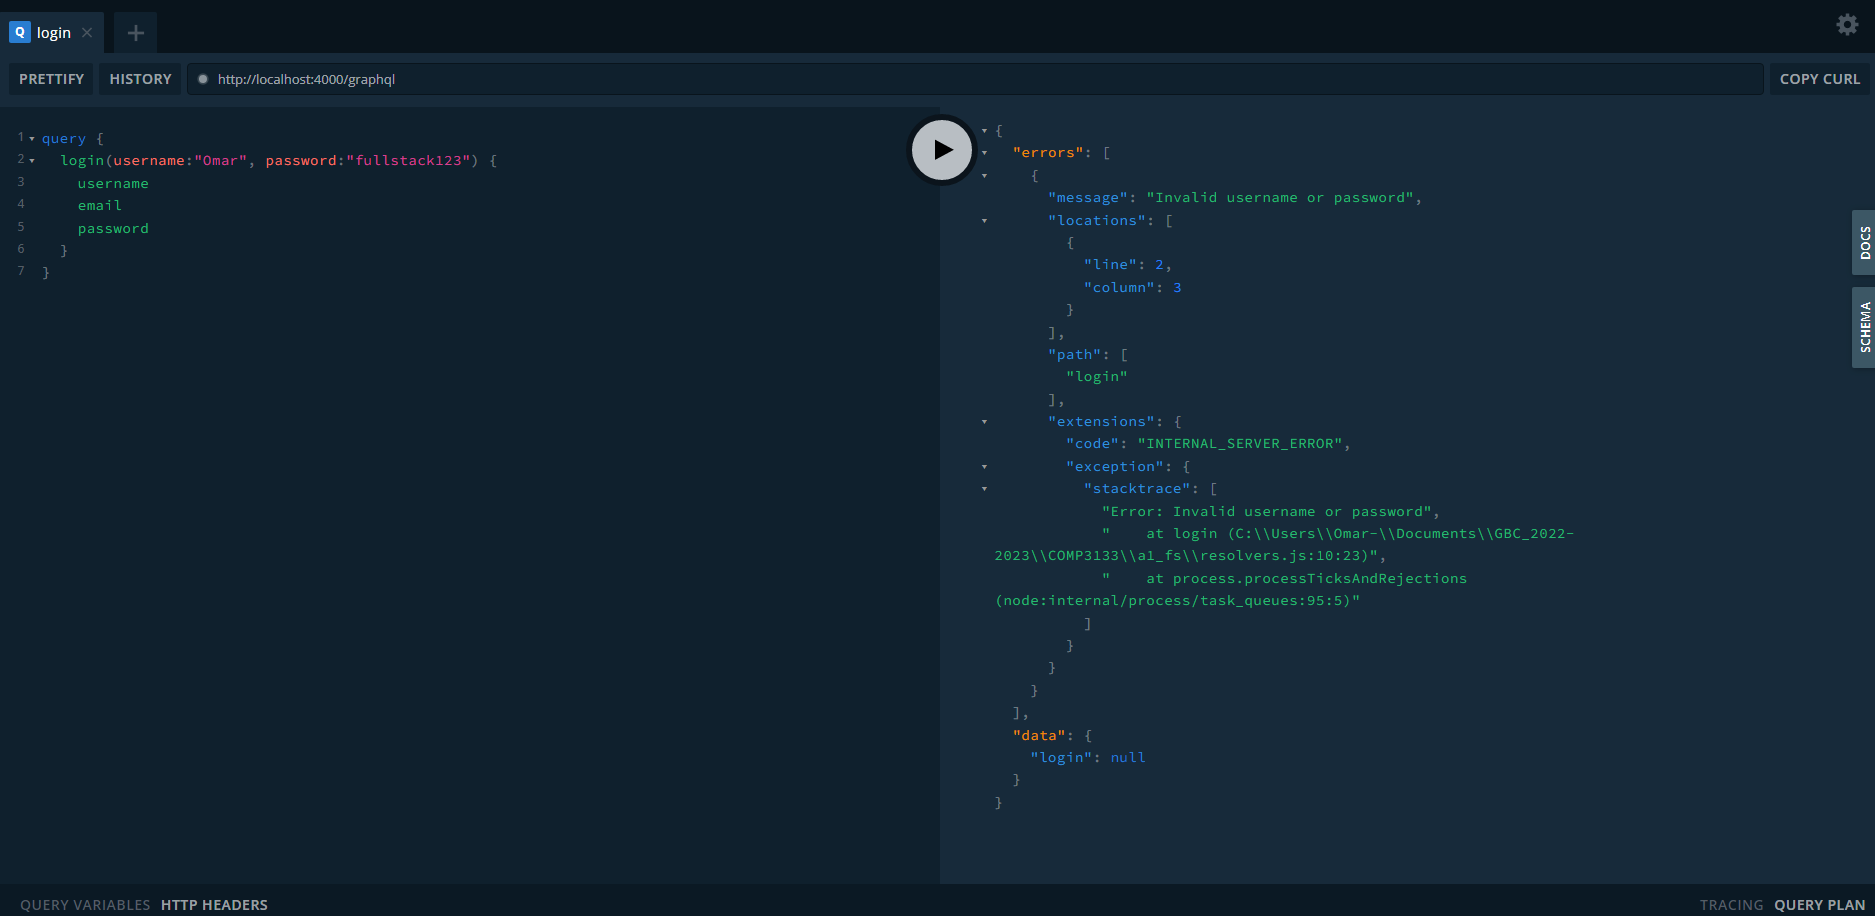 Q login ✕ +
PRETTIFY HISTORY http://localhost:4000/graphql COPY CURL
1 query {
2 login(username:"Omar", password:"fullstack123") {
3 username
4 email
5 password
6 }
7 }
{
"errors": [
{
"message": "Invalid username or password",
"locations": [
{
"line": 2,
"column": 3
}
],
"path": [
"login"
],
"extensions": {
"code": "INTERNAL_SERVER_ERROR",
"exception": {
"stacktrace": [
"Error: Invalid username or password",
"    at login (C:\\Users\\Omar-\\Documents\\GBC_2022-
2023\\COMP3133\\a1_fs\\resolvers.js:10:23)",
"    at process.processTicksAndRejections
(node:internal/process/task_queues:95:5)"
]
}
}
}
],
"data": {
"login": null
}
}
DOCS
SCHEMA
QUERY VARIABLES HTTP HEADERS
TRACING QUERY PLAN